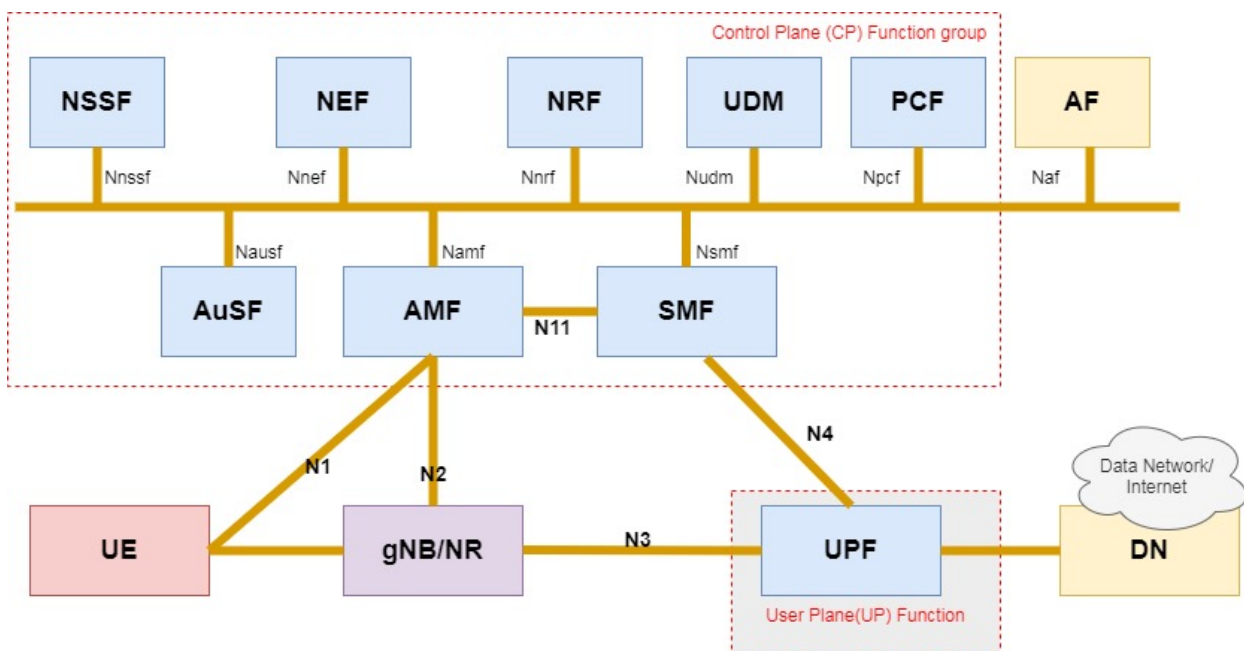 Control Plane (CP) Function group
NSSF
NEF
NRF
UDM
PCF
AF
Nnssf
Nnef
Nnrf
Nudm
Npcf
Naf
Nausf
Namf
Nsmf
AuSF
AMF
N11
SMF
N1
N2
N4
Data Network/
Internet
UE
gNB/NR
N3
UPF
DN
User Plane(UP) Function